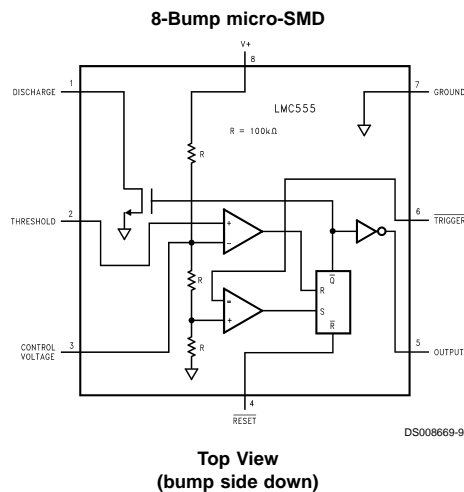 8-Bump micro-SMD
V+
8
1
DISCHARGE
7
GROUND
LMC555
R = 100kΩ
R
2
THRESHOLD
6
TRIGGER
+
−
Q
R
R
S
R
−
+
R
3
CONTROL
VOLTAGE
5
OUTPUT
4
RESET
DS008669-9
Top View
(bump side down)